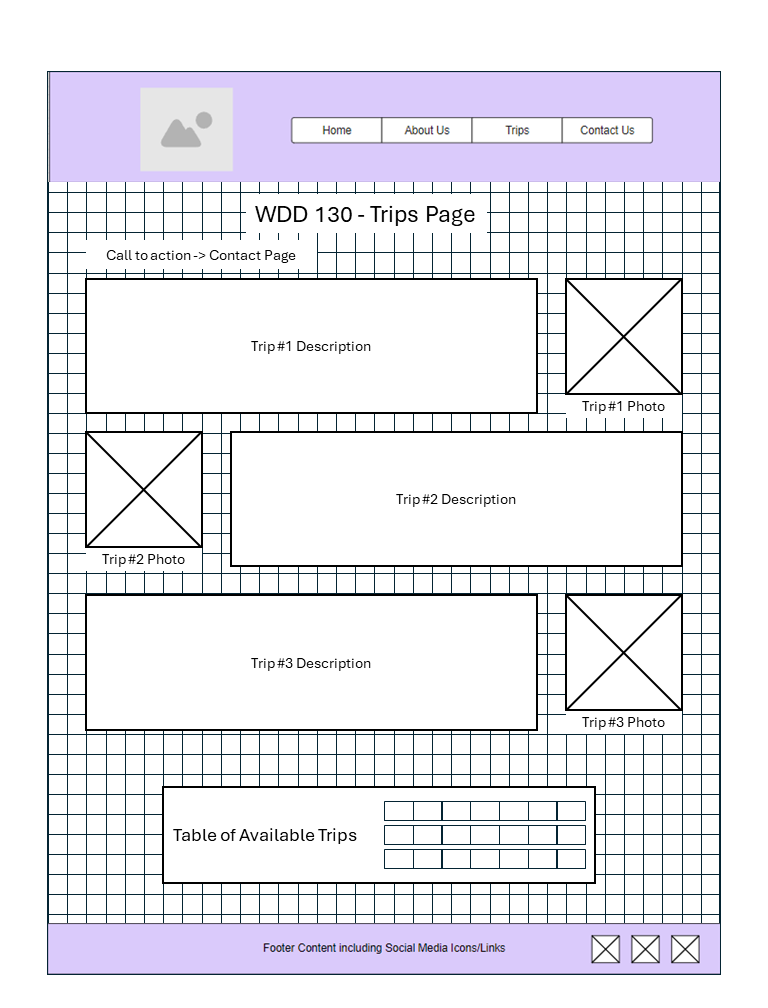 Home
About Us
Trips
Contact Us
WDD 130 - Trips Page
Call to action -> Contact Page
Trip #1 Description
Trip #1 Photo
Trip #2 Description
Trip #2 Photo
Trip #3 Description
Trip #3 Photo
Table of Available Trips
Footer Content including Social Media Icons/Links